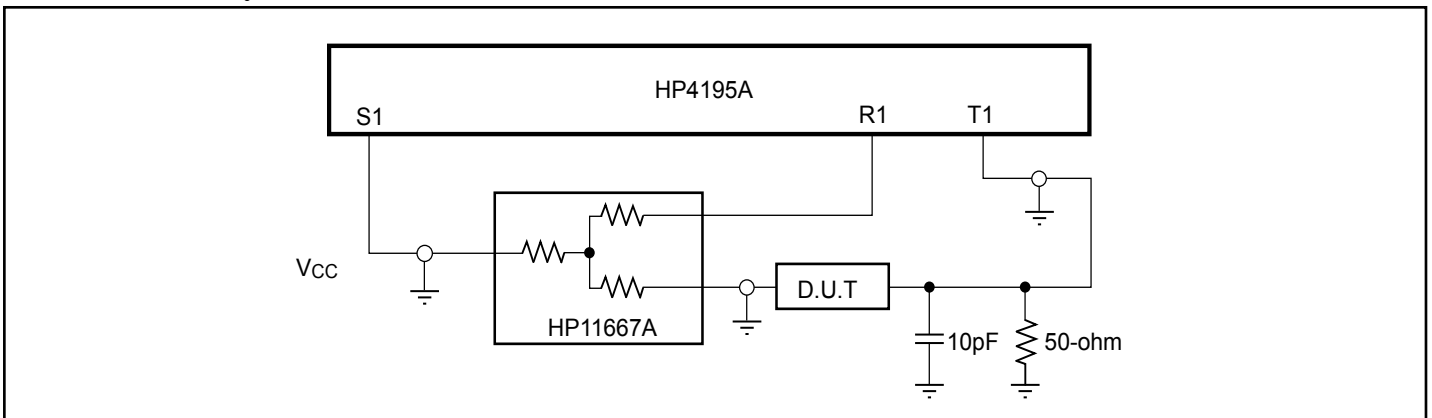 HP4195A
S1
R1
T1
VCC
HP11667A
D.U.T
10pF
50-ohm